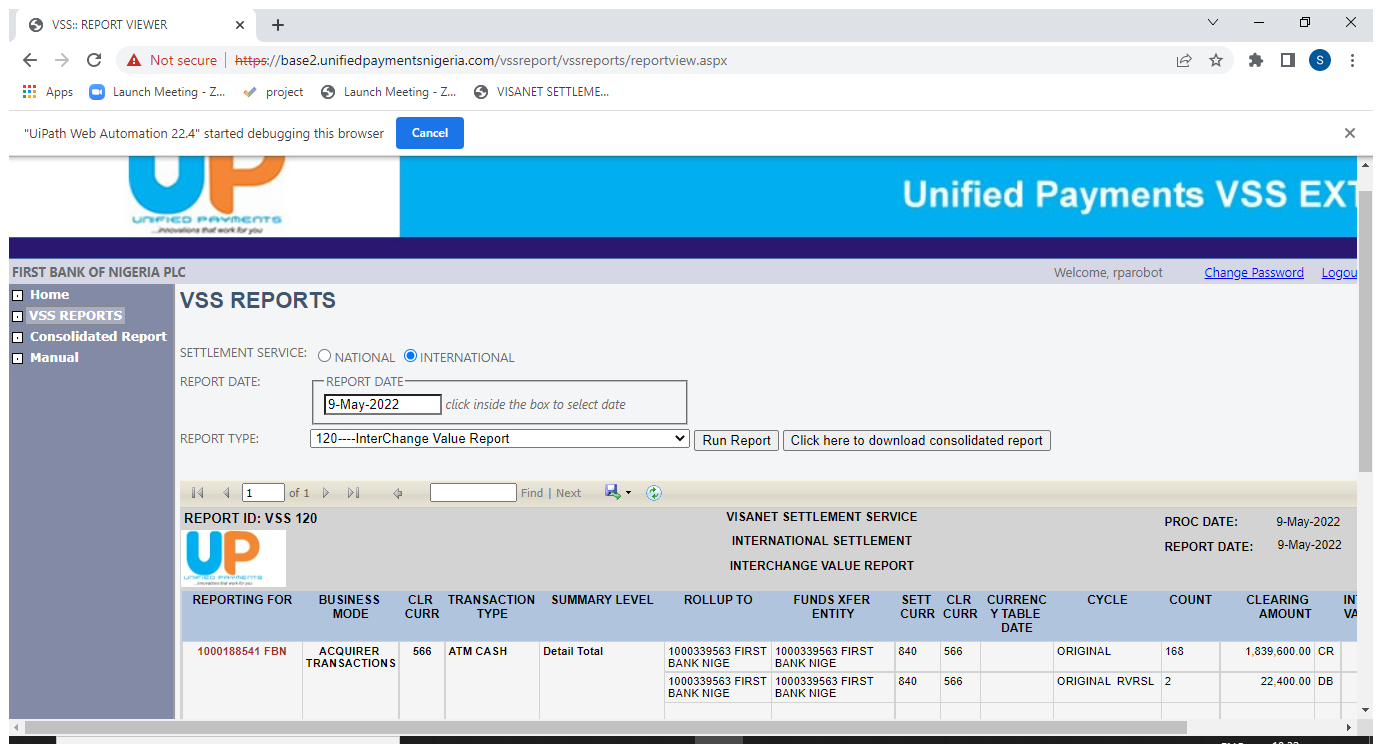 VSS:: REPORT VIEWER
Not secure | https://base2.unifiedpaymentsnigeria.com/vssreport/vssreports/reportview.aspx
S
Apps Launch Meeting - Z... project Launch Meeting - Z... VISANET SETTLEME...
"UiPath Web Automation 22.4" started debugging this browser Cancel
UP
UNIFIED PAYMENTS
...innovations that work for you
Unified Payments VSS EXT
FIRST BANK OF NIGERIA PLC Welcome, rparobot Change Password Logou
Home
VSS REPORTS
Consolidated Report
Manual
VSS REPORTS
SETTLEMENT SERVICE: NATIONAL INTERNATIONAL
REPORT DATE: REPORT DATE
9-May-2022 click inside the box to select date
REPORT TYPE: 120----InterChange Value Report Run Report Click here to download consolidated report
1 of 1 Find | Next
REPORT ID: VSS 120
VISANET SETTLEMENT SERVICE
INTERNATIONAL SETTLEMENT
INTERCHANGE VALUE REPORT
PROC DATE: 9-May-2022
REPORT DATE: 9-May-2022
UP
UNIFIED PAYMENTS
...innovations that work for you
REPORTING FOR BUSINESS CLR TRANSACTION SUMMARY LEVEL ROLLUP TO FUNDS XFER SETT CLR CURRENC CYCLE COUNT CLEARING IN
MODE CURR TYPE ENTITY CURR CURR Y TABLE AMOUNT VA
DATE
1000188541 FBN ACQUIRER 566 ATM CASH Detail Total 1000339563 FIRST 1000339563 FIRST 840 566 ORIGINAL 168 1,839,600.00 CR
TRANSACTIONS BANK NIGE BANK NIGE
1000339563 FIRST 1000339563 FIRST 840 566 ORIGINAL RVRSL 2 22,400.00 DB
BANK NIGE BANK NIGE